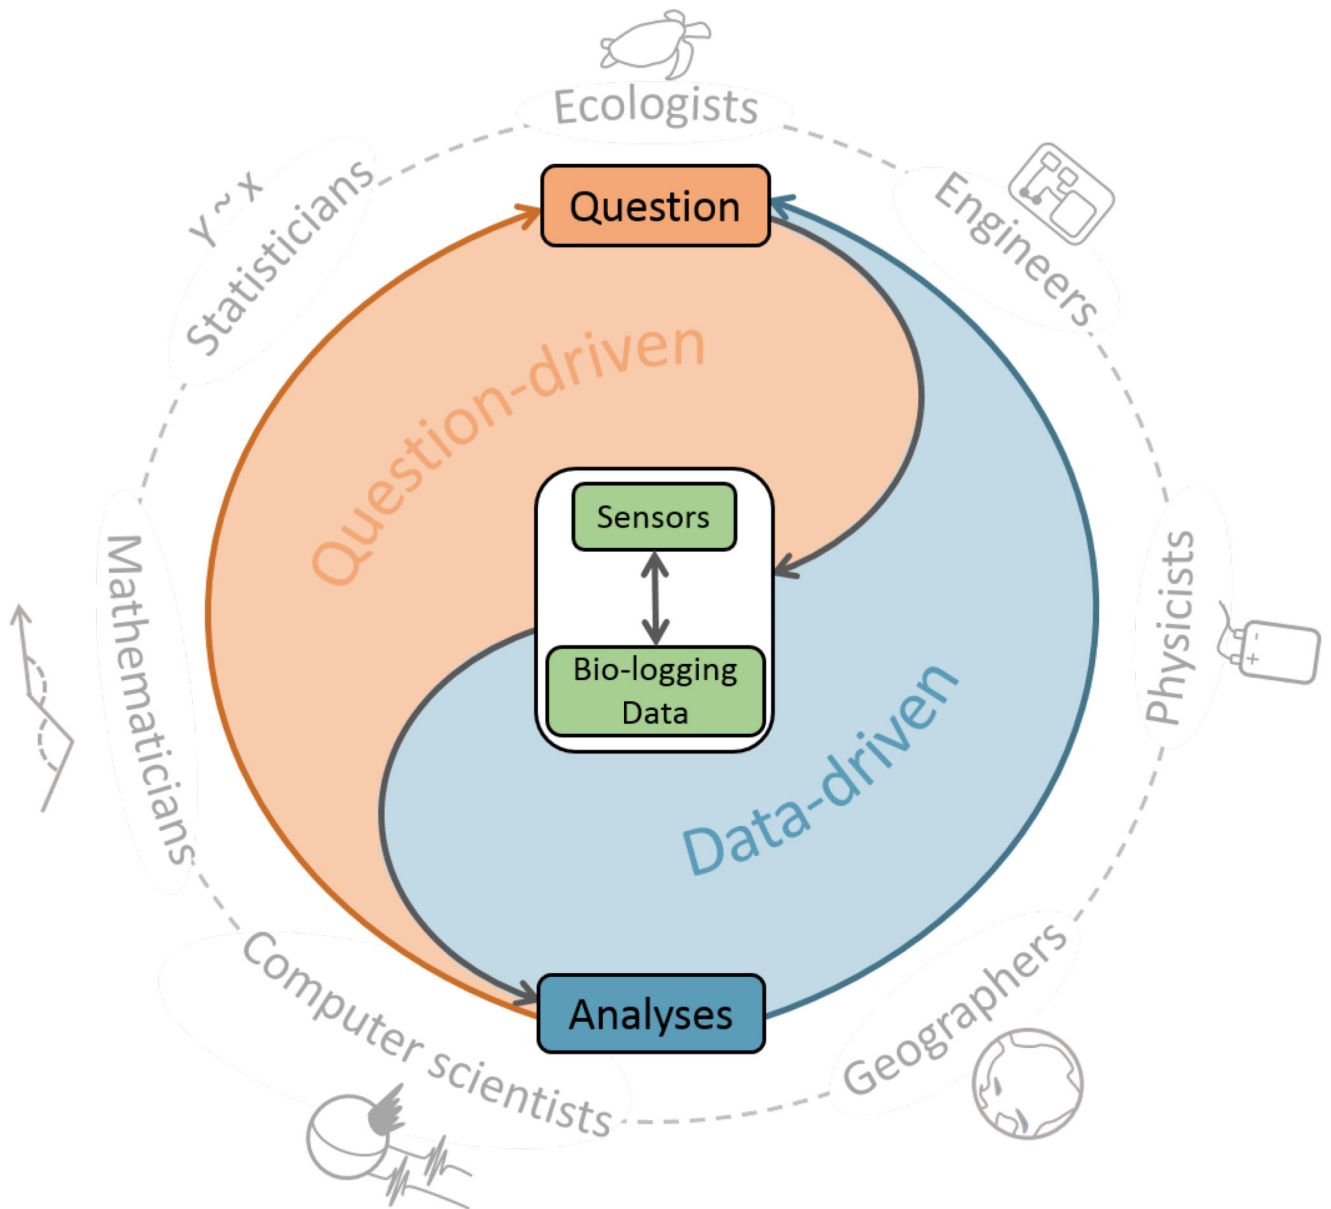 Ecologists
Y ~ X
Statisticians
Engineers
Question
Question-driven
Sensors
Bio-logging
Data
Mathematicians
Physicists
Data-driven
Analyses
Computer scientists
Geographers
- 
+